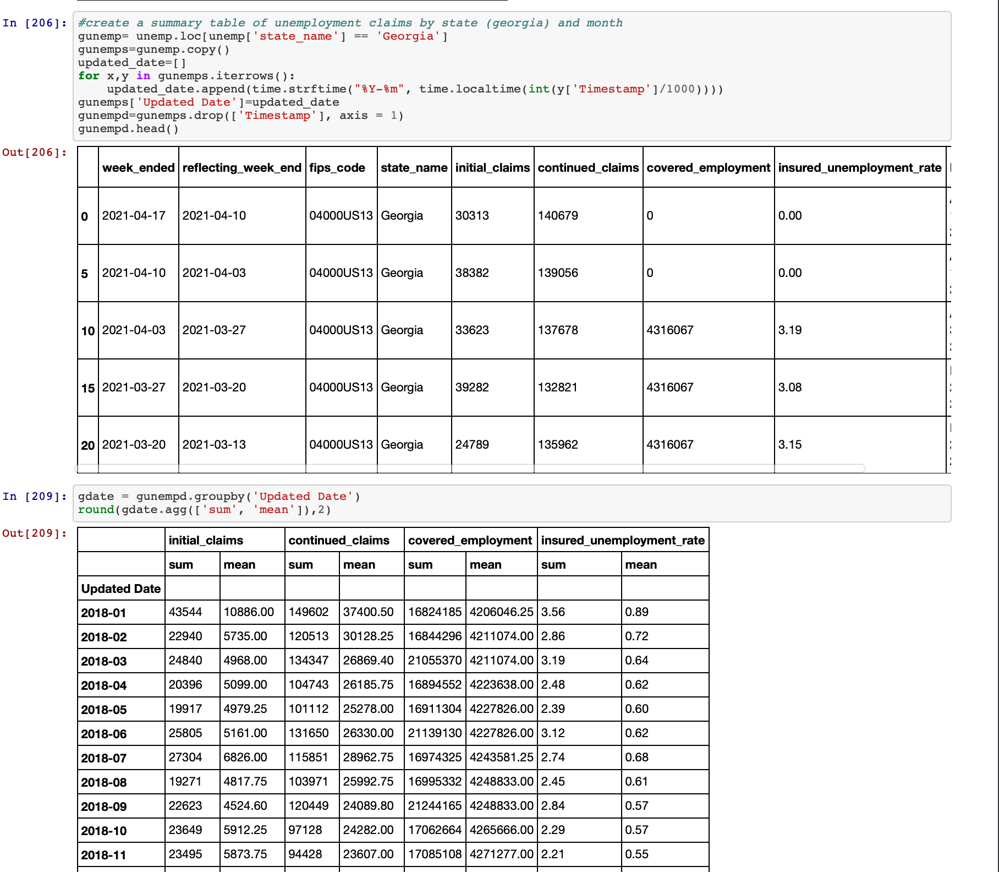 In [206]: #create a summary table of unemployment claims by state (georgia) and month
gunemp= unemp.loc[unemp['state_name'] == 'Georgia']
gunemps=gunemp.copy()
updated_date=[]
for x,y in gunemps.iterrows():
    updated_date.append(time.strftime("%Y-%m", time.localtime(int(y['Timestamp']/1000))))
gunemps['Updated Date']=updated_date
gunempd=gunemps.drop(['Timestamp'], axis = 1)
gunempd.head()
Out[206]:
week_ended reflecting_week_end fips_code state_name initial_claims continued_claims covered_employment insured_unemployment_rate
0 2021-04-17 2021-04-10 04000US13 Georgia 30313 140679 0 0.00
5 2021-04-10 2021-04-03 04000US13 Georgia 38382 139056 0 0.00
10 2021-04-03 2021-03-27 04000US13 Georgia 33623 137678 4316067 3.19
15 2021-03-27 2021-03-20 04000US13 Georgia 39282 132821 4316067 3.08
20 2021-03-20 2021-03-13 04000US13 Georgia 24789 135962 4316067 3.15
In [209]: gdate = gunempd.groupby('Updated Date')
round(gdate.agg(['sum', 'mean']),2)
Out[209]:
initial_claims continued_claims covered_employment insured_unemployment_rate
sum mean sum mean sum mean sum mean
Updated Date
2018-01 43544 10886.00 149602 37400.50 16824185 4206046.25 3.56 0.89
2018-02 22940 5735.00 120513 30128.25 16844296 4211074.00 2.86 0.72
2018-03 24840 4968.00 134347 26869.40 21055370 4211074.00 3.19 0.64
2018-04 20396 5099.00 104743 26185.75 16894552 4223638.00 2.48 0.62
2018-05 19917 4979.25 101112 25278.00 16911304 4227826.00 2.39 0.60
2018-06 25805 5161.00 131650 26330.00 21139130 4227826.00 3.12 0.62
2018-07 27304 6826.00 115851 28962.75 16974325 4243581.25 2.74 0.68
2018-08 19271 4817.75 103971 25992.75 16995332 4248833.00 2.45 0.61
2018-09 22623 4524.60 120449 24089.80 21244165 4248833.00 2.84 0.57
2018-10 23649 5912.25 97128 24282.00 17062664 4265666.00 2.29 0.57
2018-11 23495 5873.75 94428 23607.00 17085108 4271277.00 2.21 0.55